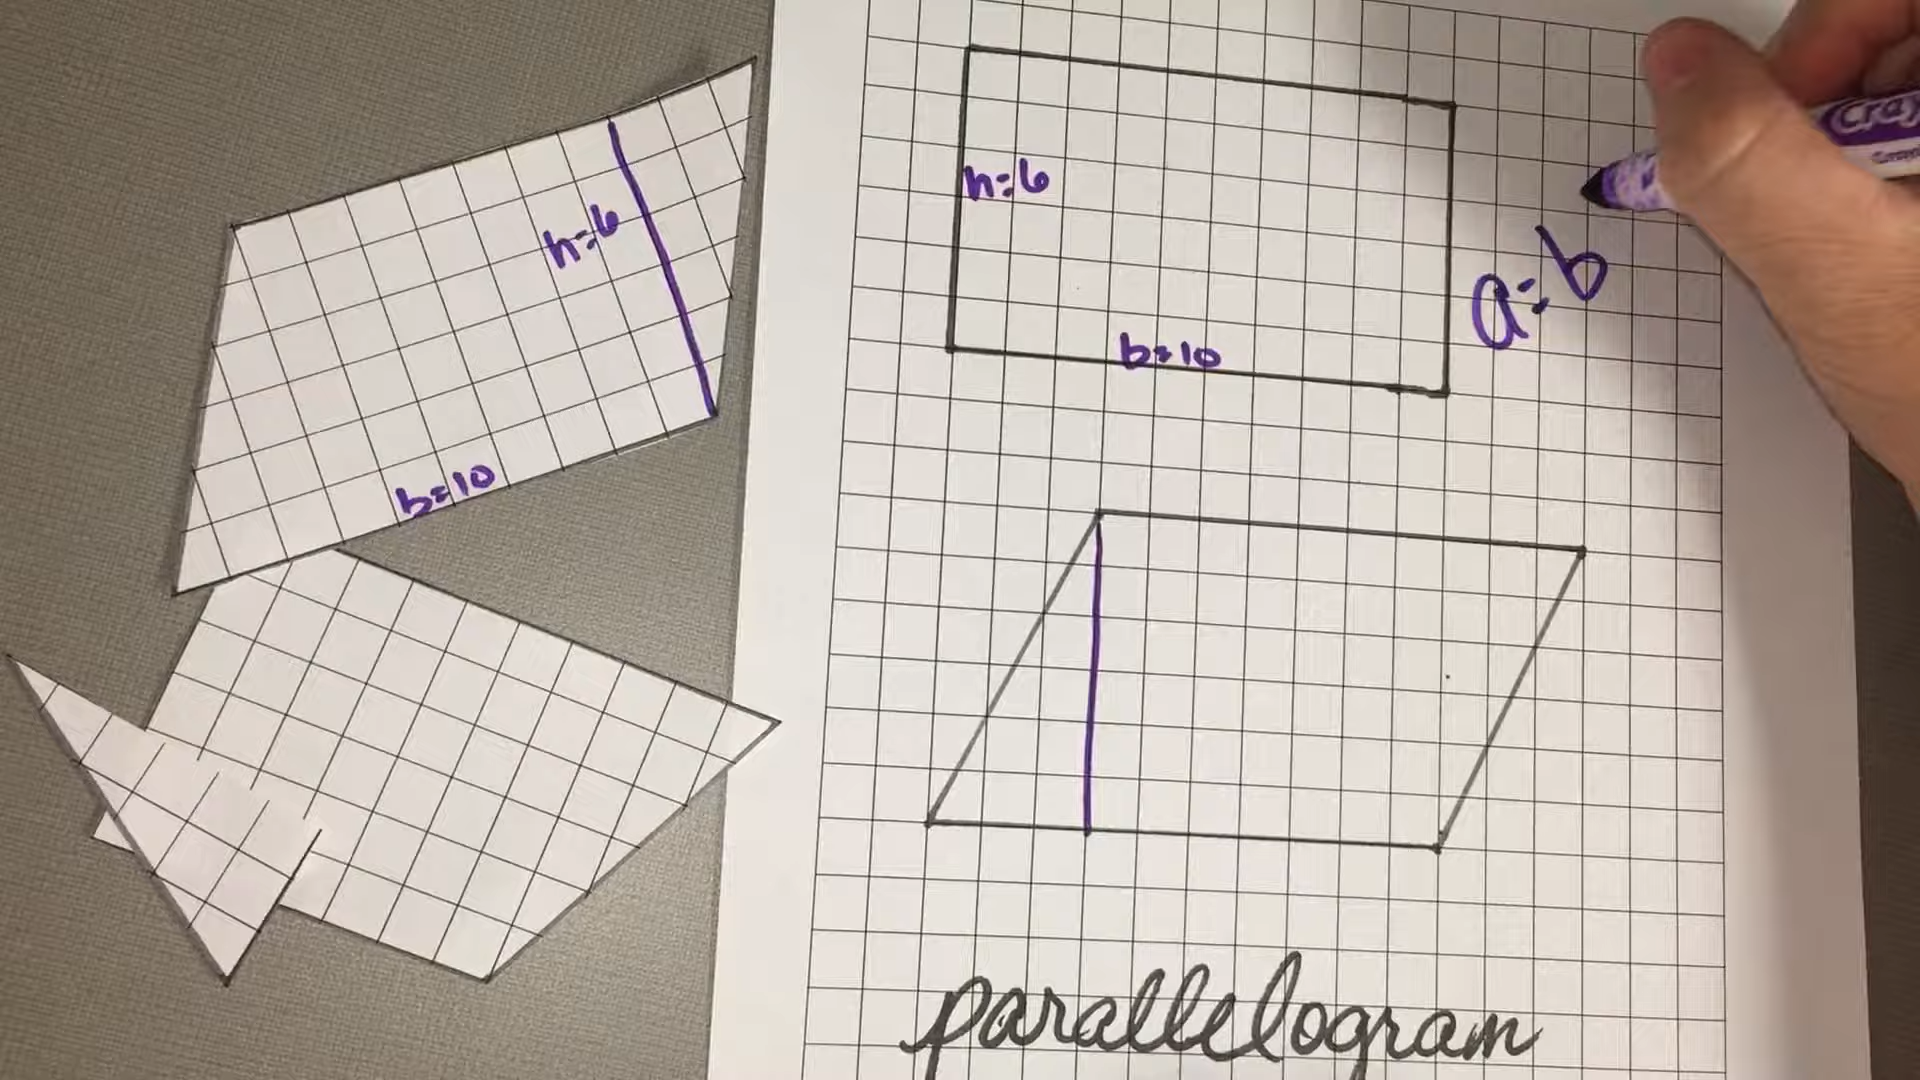 h=6
b=10
h=6
b=10
a=b
Cray
parallelogram